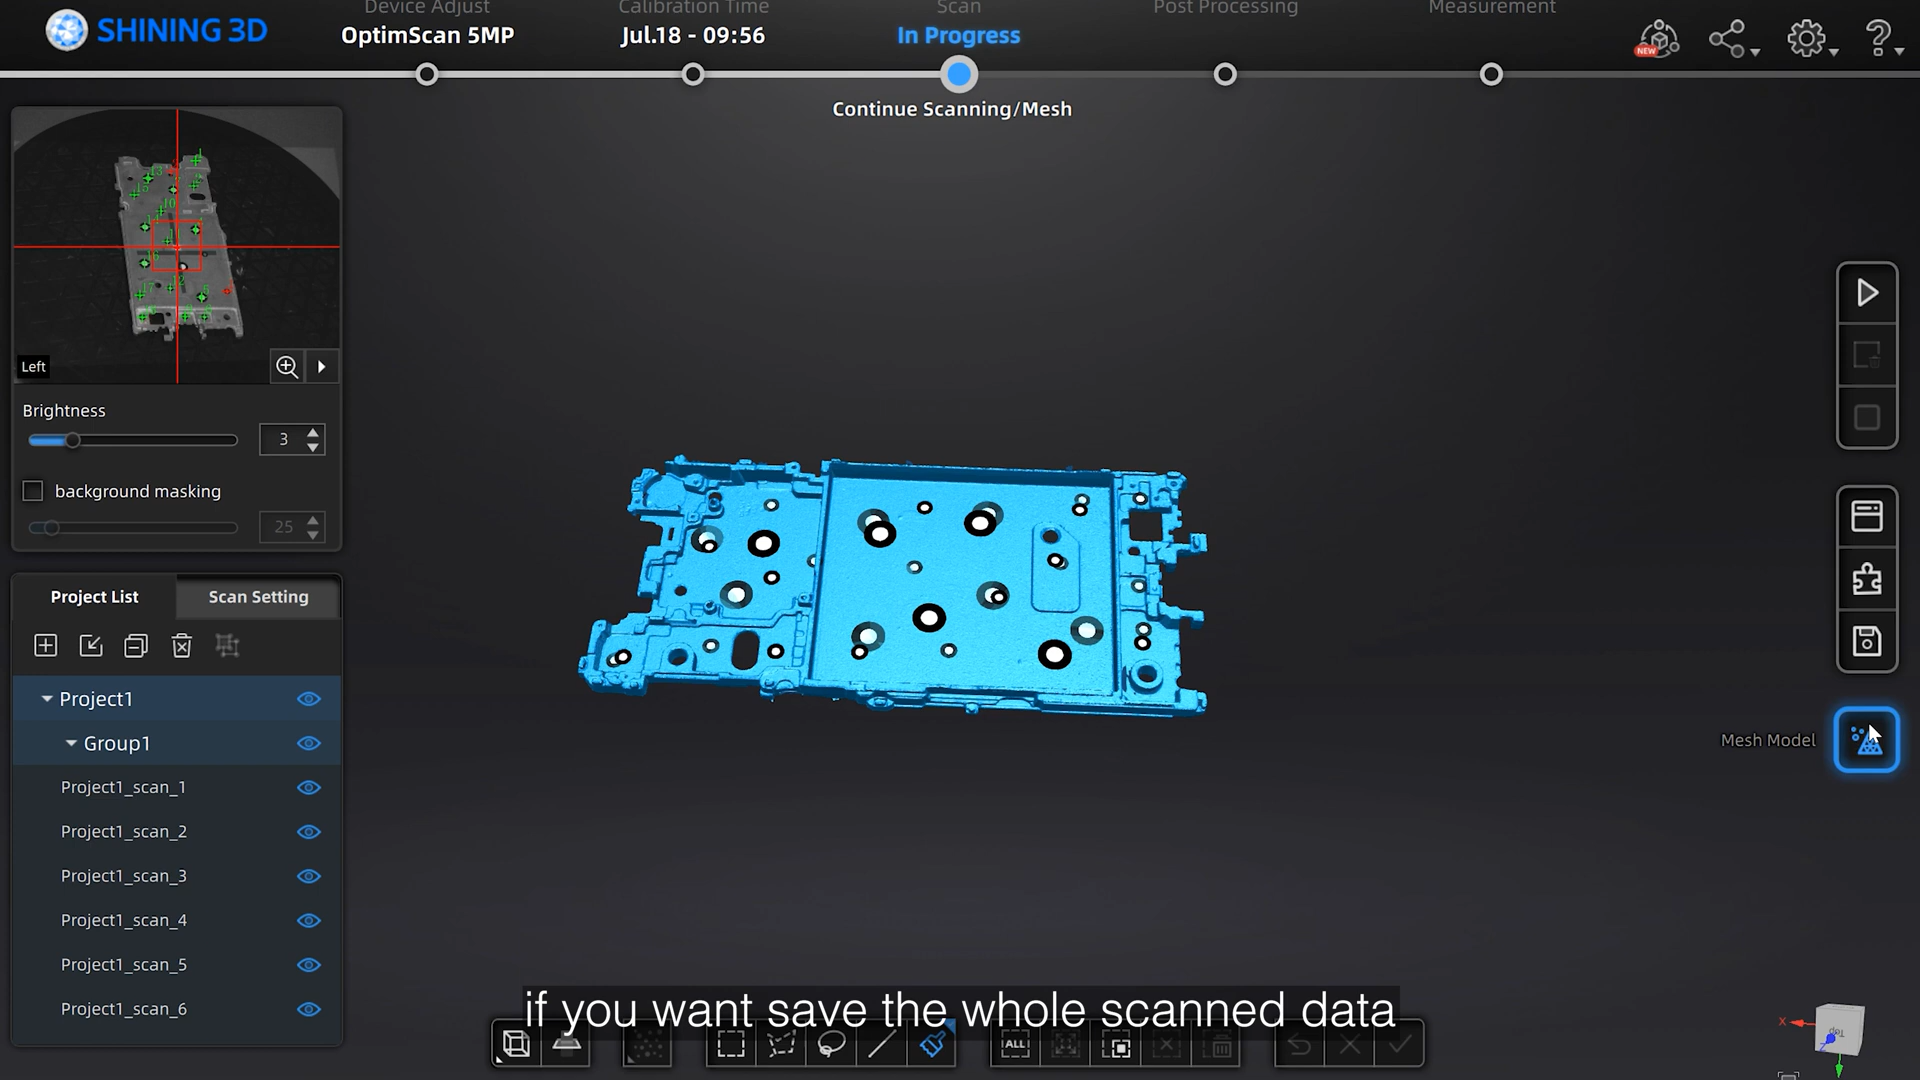 SHINING 3D
Device Adjust
OptimScan 5MP
Calibration Time
Jul.18 - 09:56
Scan
In Progress
Continue Scanning/Mesh
Post Processing
Measurement
NEW
Left
Brightness
3
background masking
25
Project List
Scan Setting
Project1
Group1
Project1_scan_1
Project1_scan_2
Project1_scan_3
Project1_scan_4
Project1_scan_5
Project1_scan_6
Mesh Model
if you want save the whole scanned data
ALL
X
Top
Z